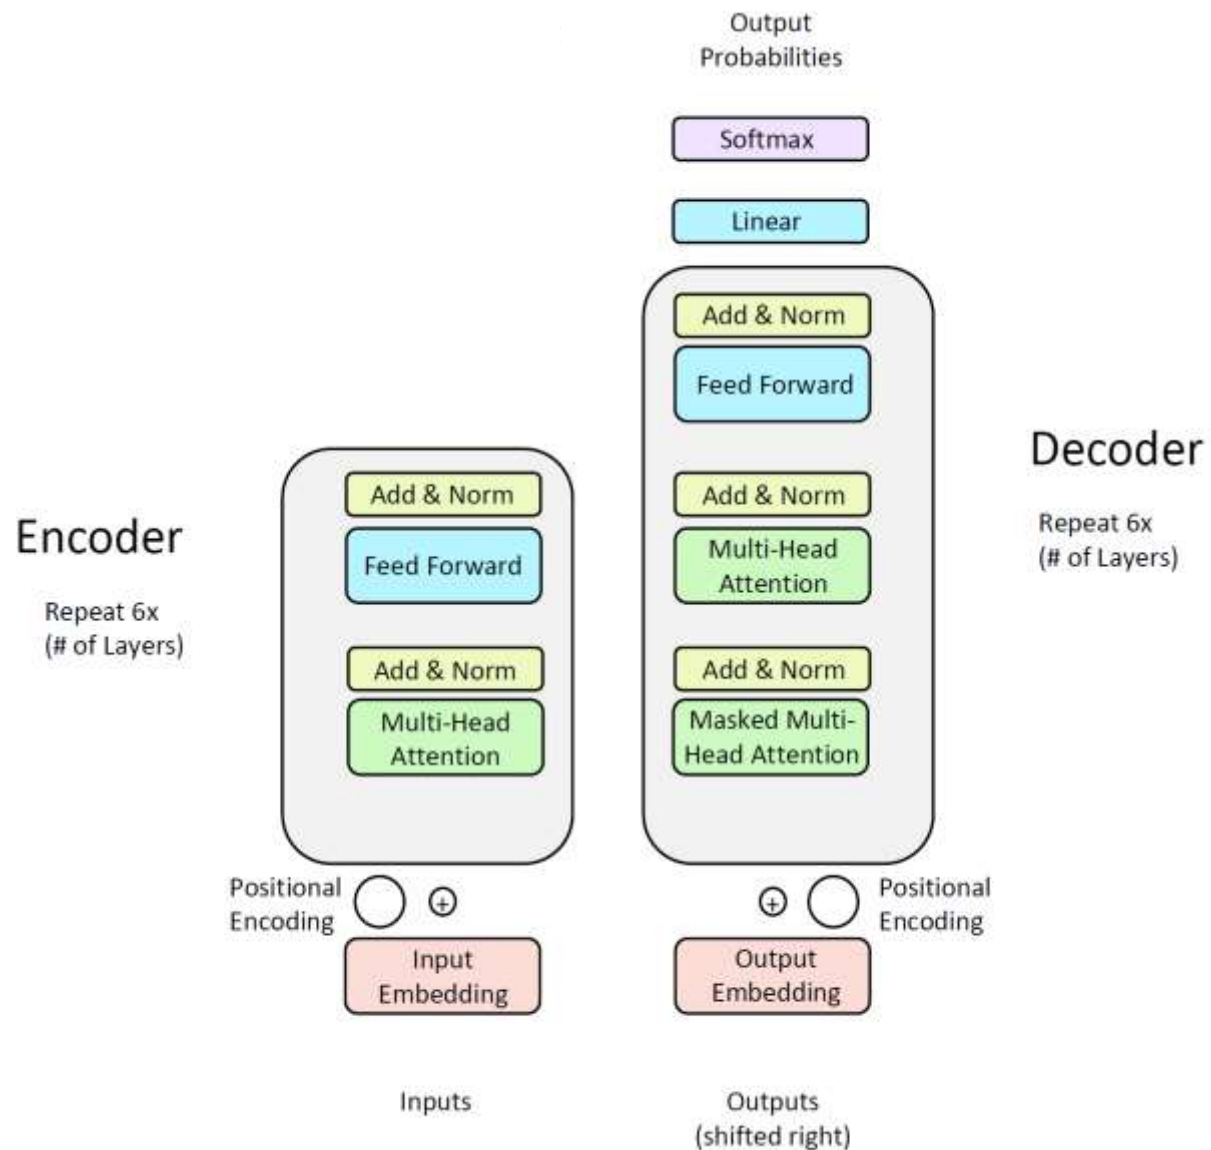 Output
Probabilities
Softmax
Linear
Add & Norm
Feed Forward
Add & Norm
Multi-Head
Attention
Add & Norm
Masked Multi-
Head Attention
Decoder
Repeat 6x
(# of Layers)
Encoder
Repeat 6x
(# of Layers)
Add & Norm
Feed Forward
Add & Norm
Multi-Head
Attention
Positional
Encoding
+
Input
Embedding
Inputs
+
Positional
Encoding
Output
Embedding
Outputs
(shifted right)